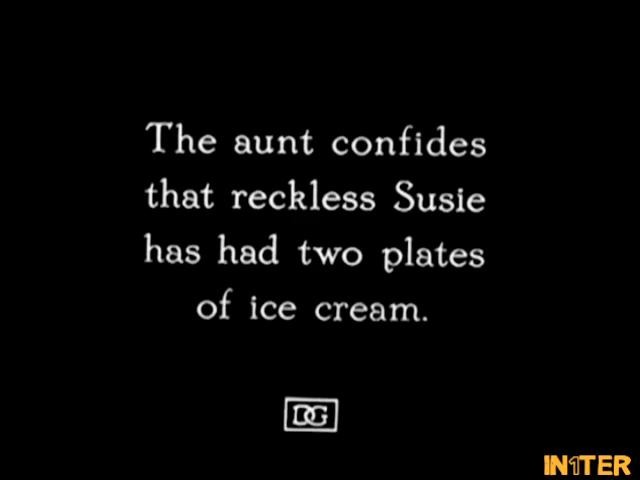 The aunt confides
that reckless Susie
has had two plates
of ice cream.
DG
IN1TER